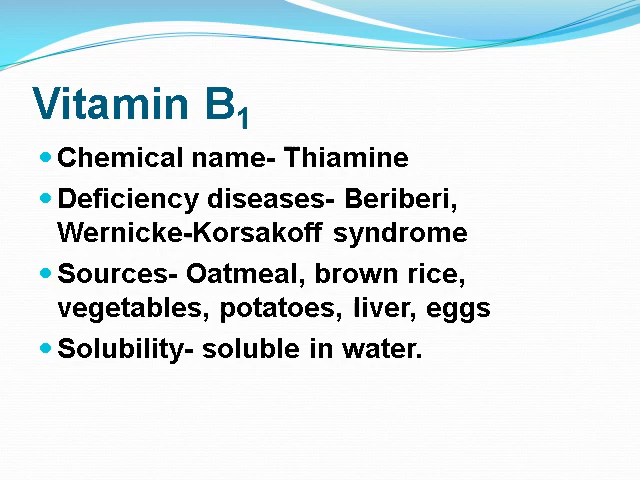 Vitamin B₁
• Chemical name- Thiamine
• Deficiency diseases- Beriberi,
Wernicke-Korsakoff syndrome
• Sources- Oatmeal, brown rice,
vegetables, potatoes, liver, eggs
• Solubility- soluble in water.